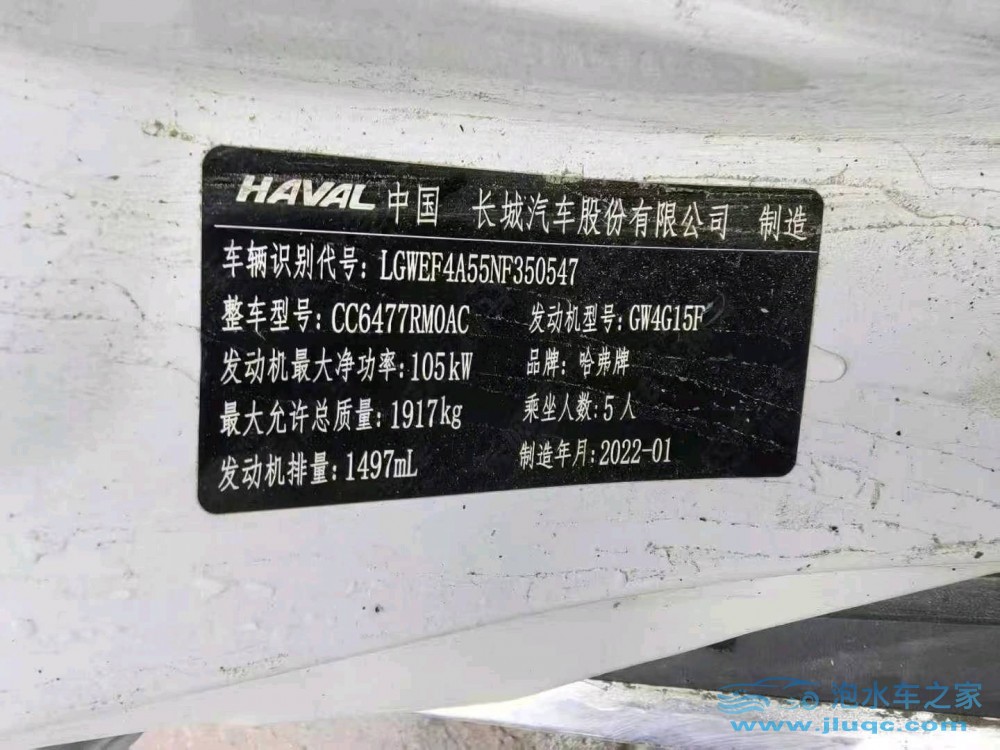 HAVAL 中国 长城汽车股份有限公司 制造
车辆识别代号: LGWEF4A55NF350547
整车型号: CC6477RM0AC 发动机型号: GW4G15F
发动机最大净功率: 105kW 品牌: 哈弗牌
最大允许总质量: 1917kg 乘坐人数: 5人
发动机排量: 1497mL 制造年月: 2022-01
泡水车之家
www.jluqc.com